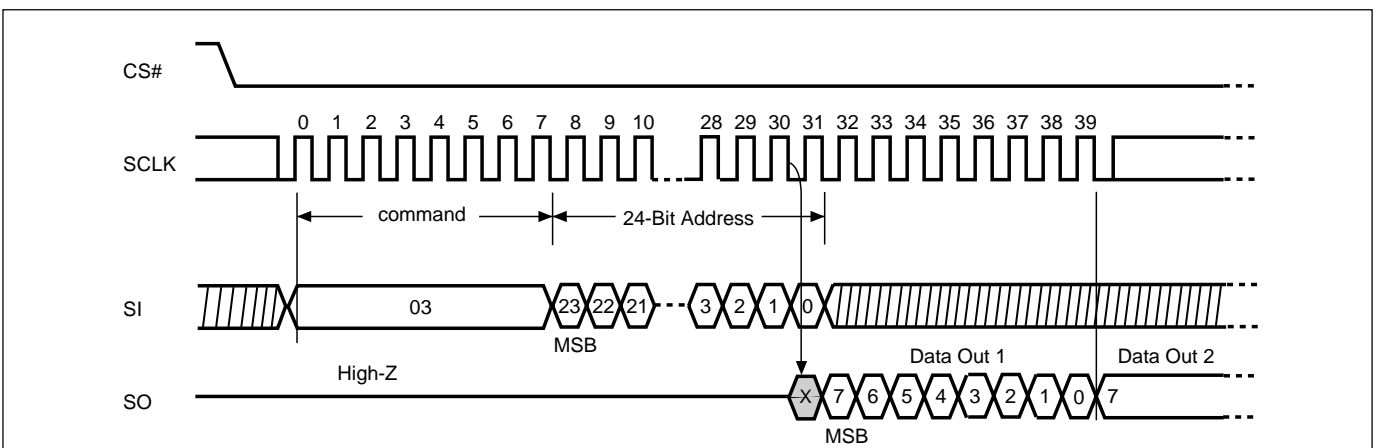 CS#
0 1 2 3 4 5 6 7 8 9 10 28 29 30 31 32 33 34 35 36 37 38 39
SCLK
command 24-Bit Address
SI 03 23 22 21 3 2 1 0
MSB Data Out 1 Data Out 2
High-Z
SO X 7 6 5 4 3 2 1 0 7
MSB